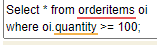 Select * from orderitems oi
where oi.quantity >= 100;